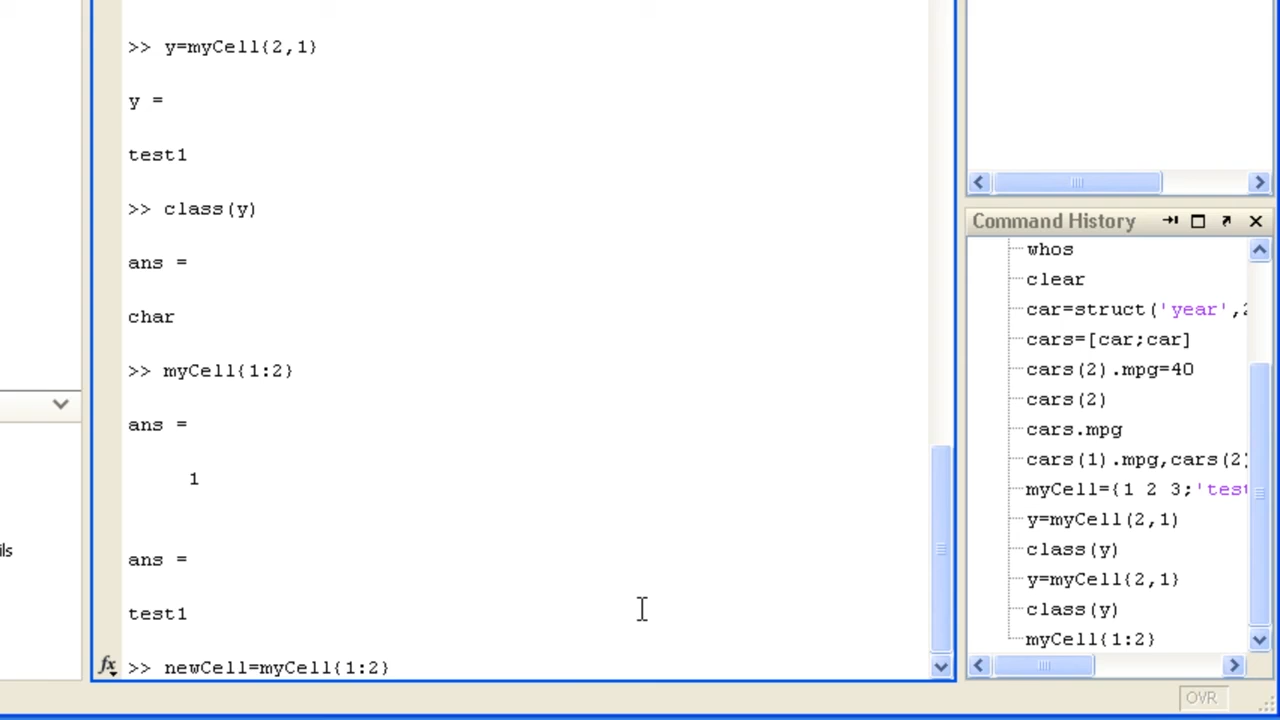 >> y=myCell{2,1}
y =
test1
>> class(y)
ans =
char
>> myCell{1:2}
ans =
1
ans =
test1
fx >> newCell=myCell{1:2}
ils
Command History
whos
clear
car=struct('year',2
cars=[car;car]
cars(2).mpg=40
cars(2)
cars.mpg
cars(1).mpg,cars(2)
myCell={1 2 3;'test
y=myCell(2,1)
class(y)
y=myCell{2,1}
class(y)
myCell{1:2}
OVR